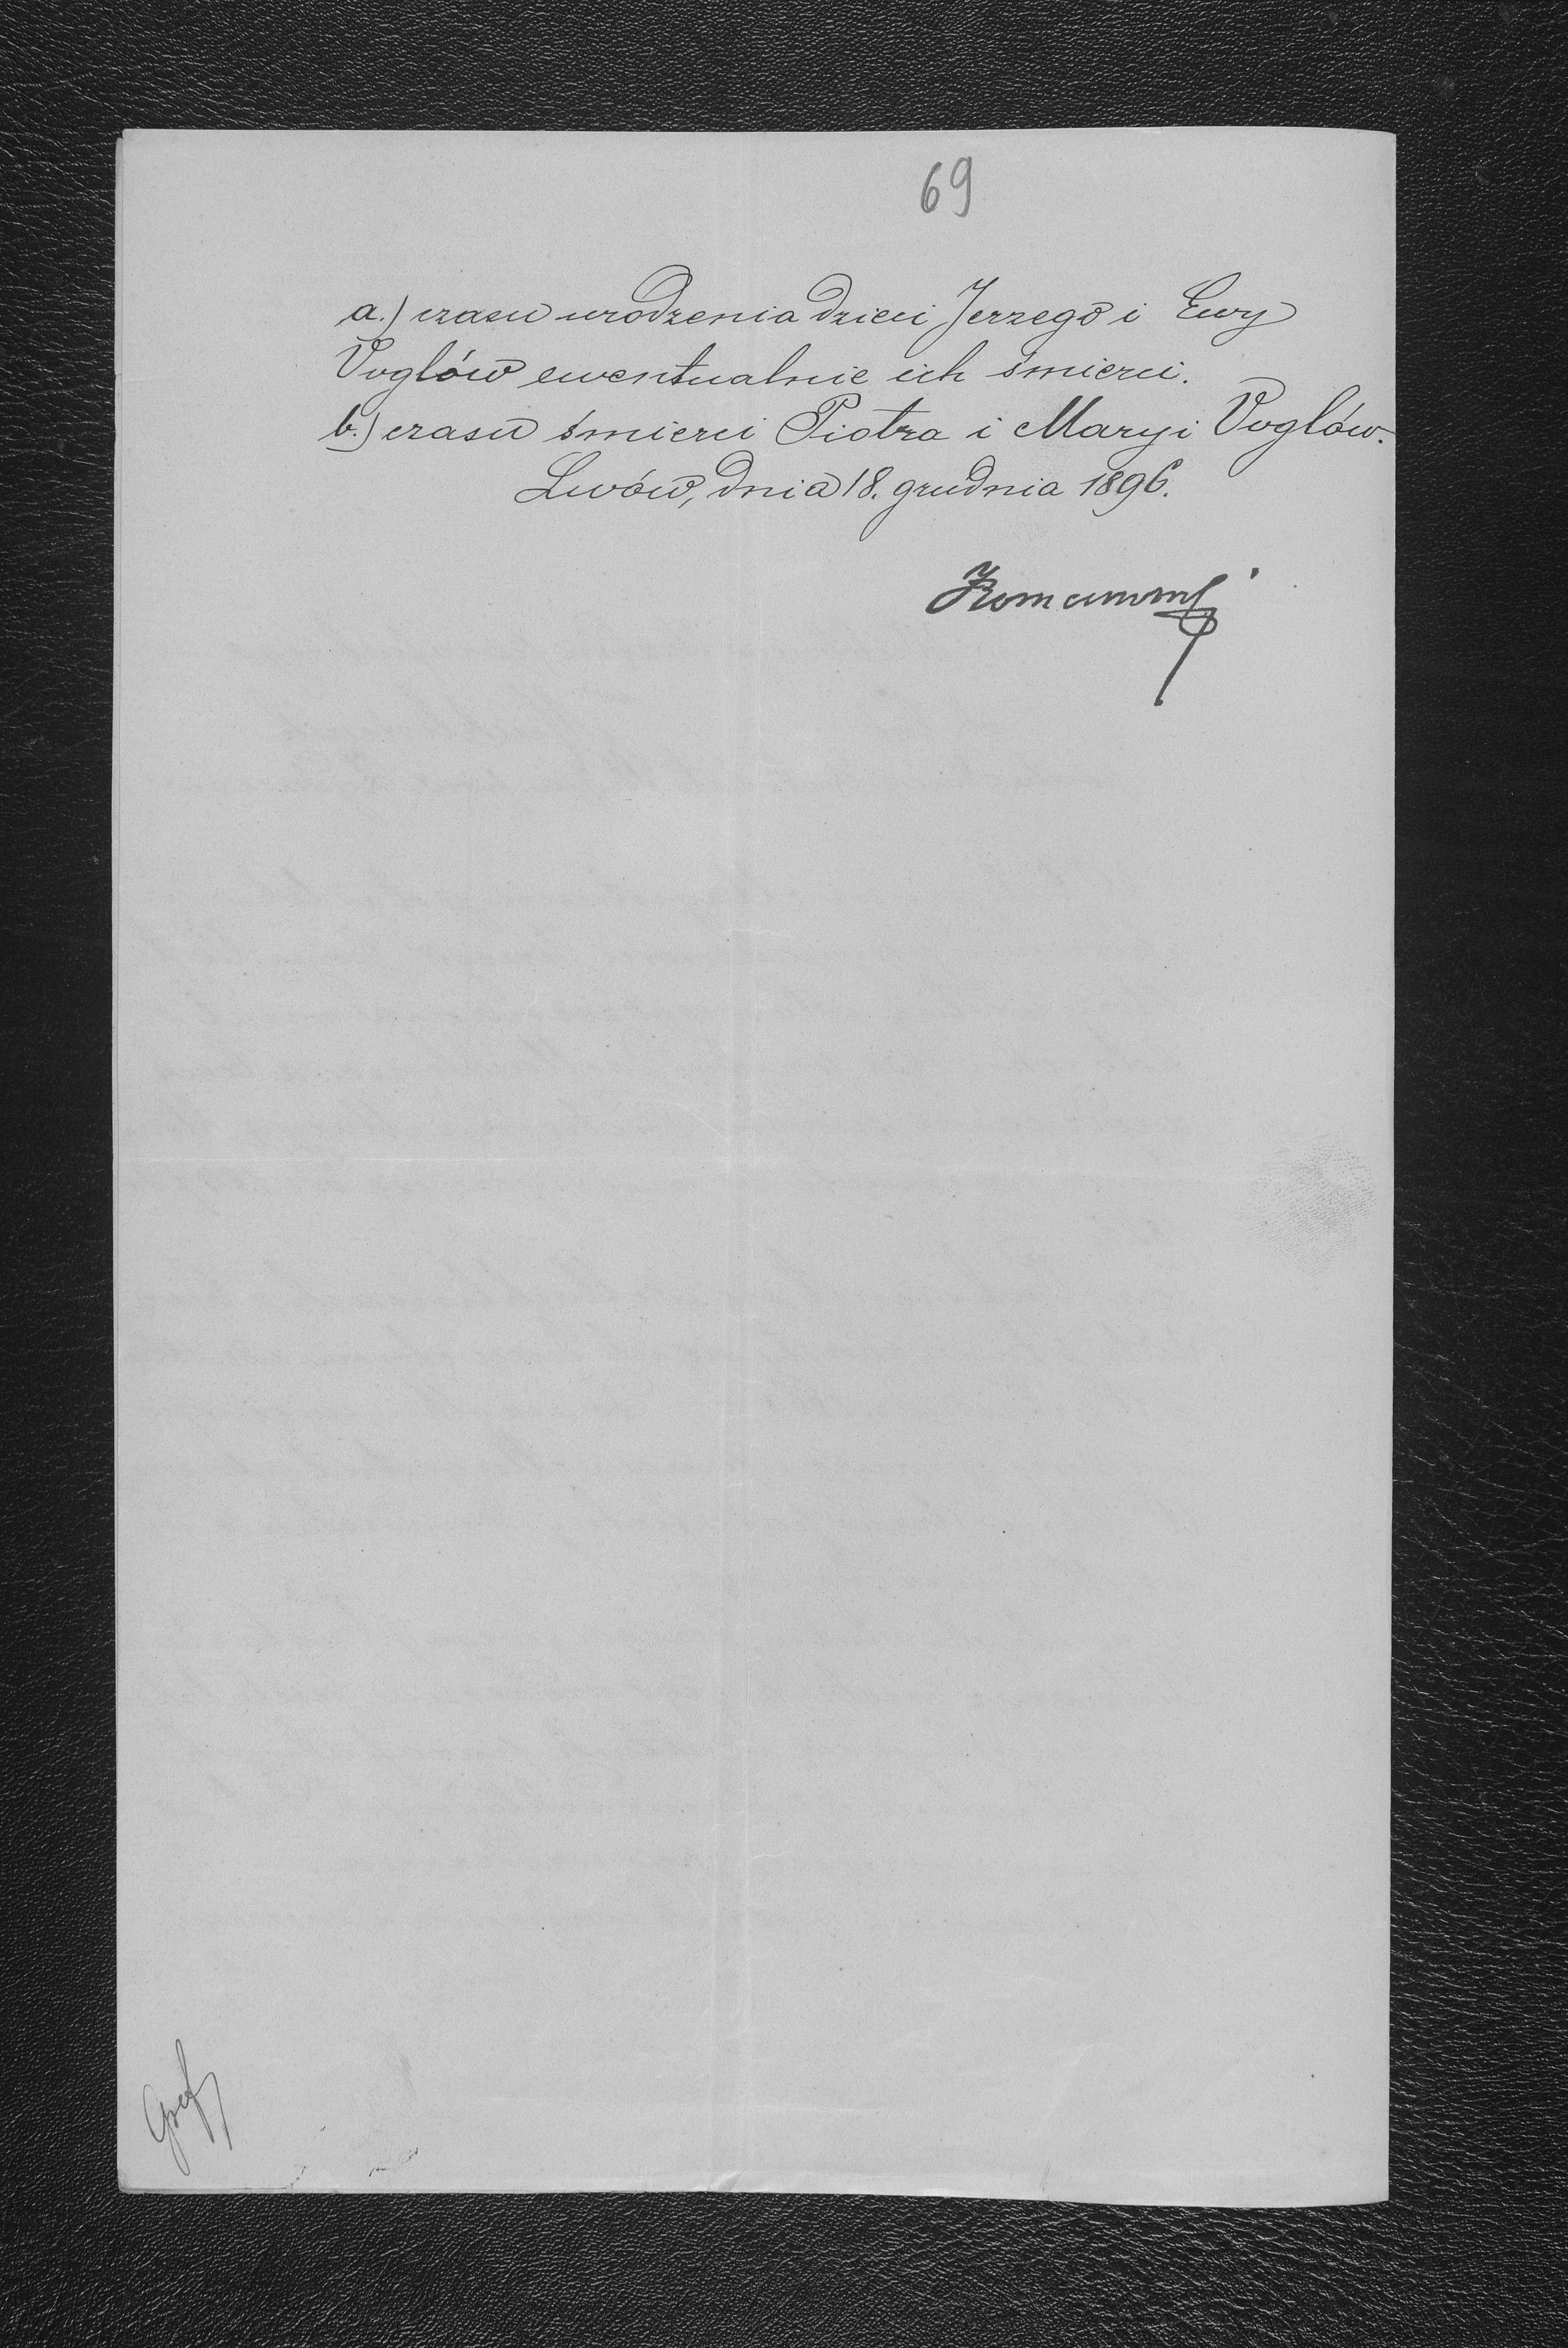 69
a.) czasu urodzenia dzieci Jerzego i Ewy
Voglów ewentualnie ich śmierci.
b.) czasu śmierci Piotra i Maryi Voglów.
Lwów, dnia 18. grudnia 1896.